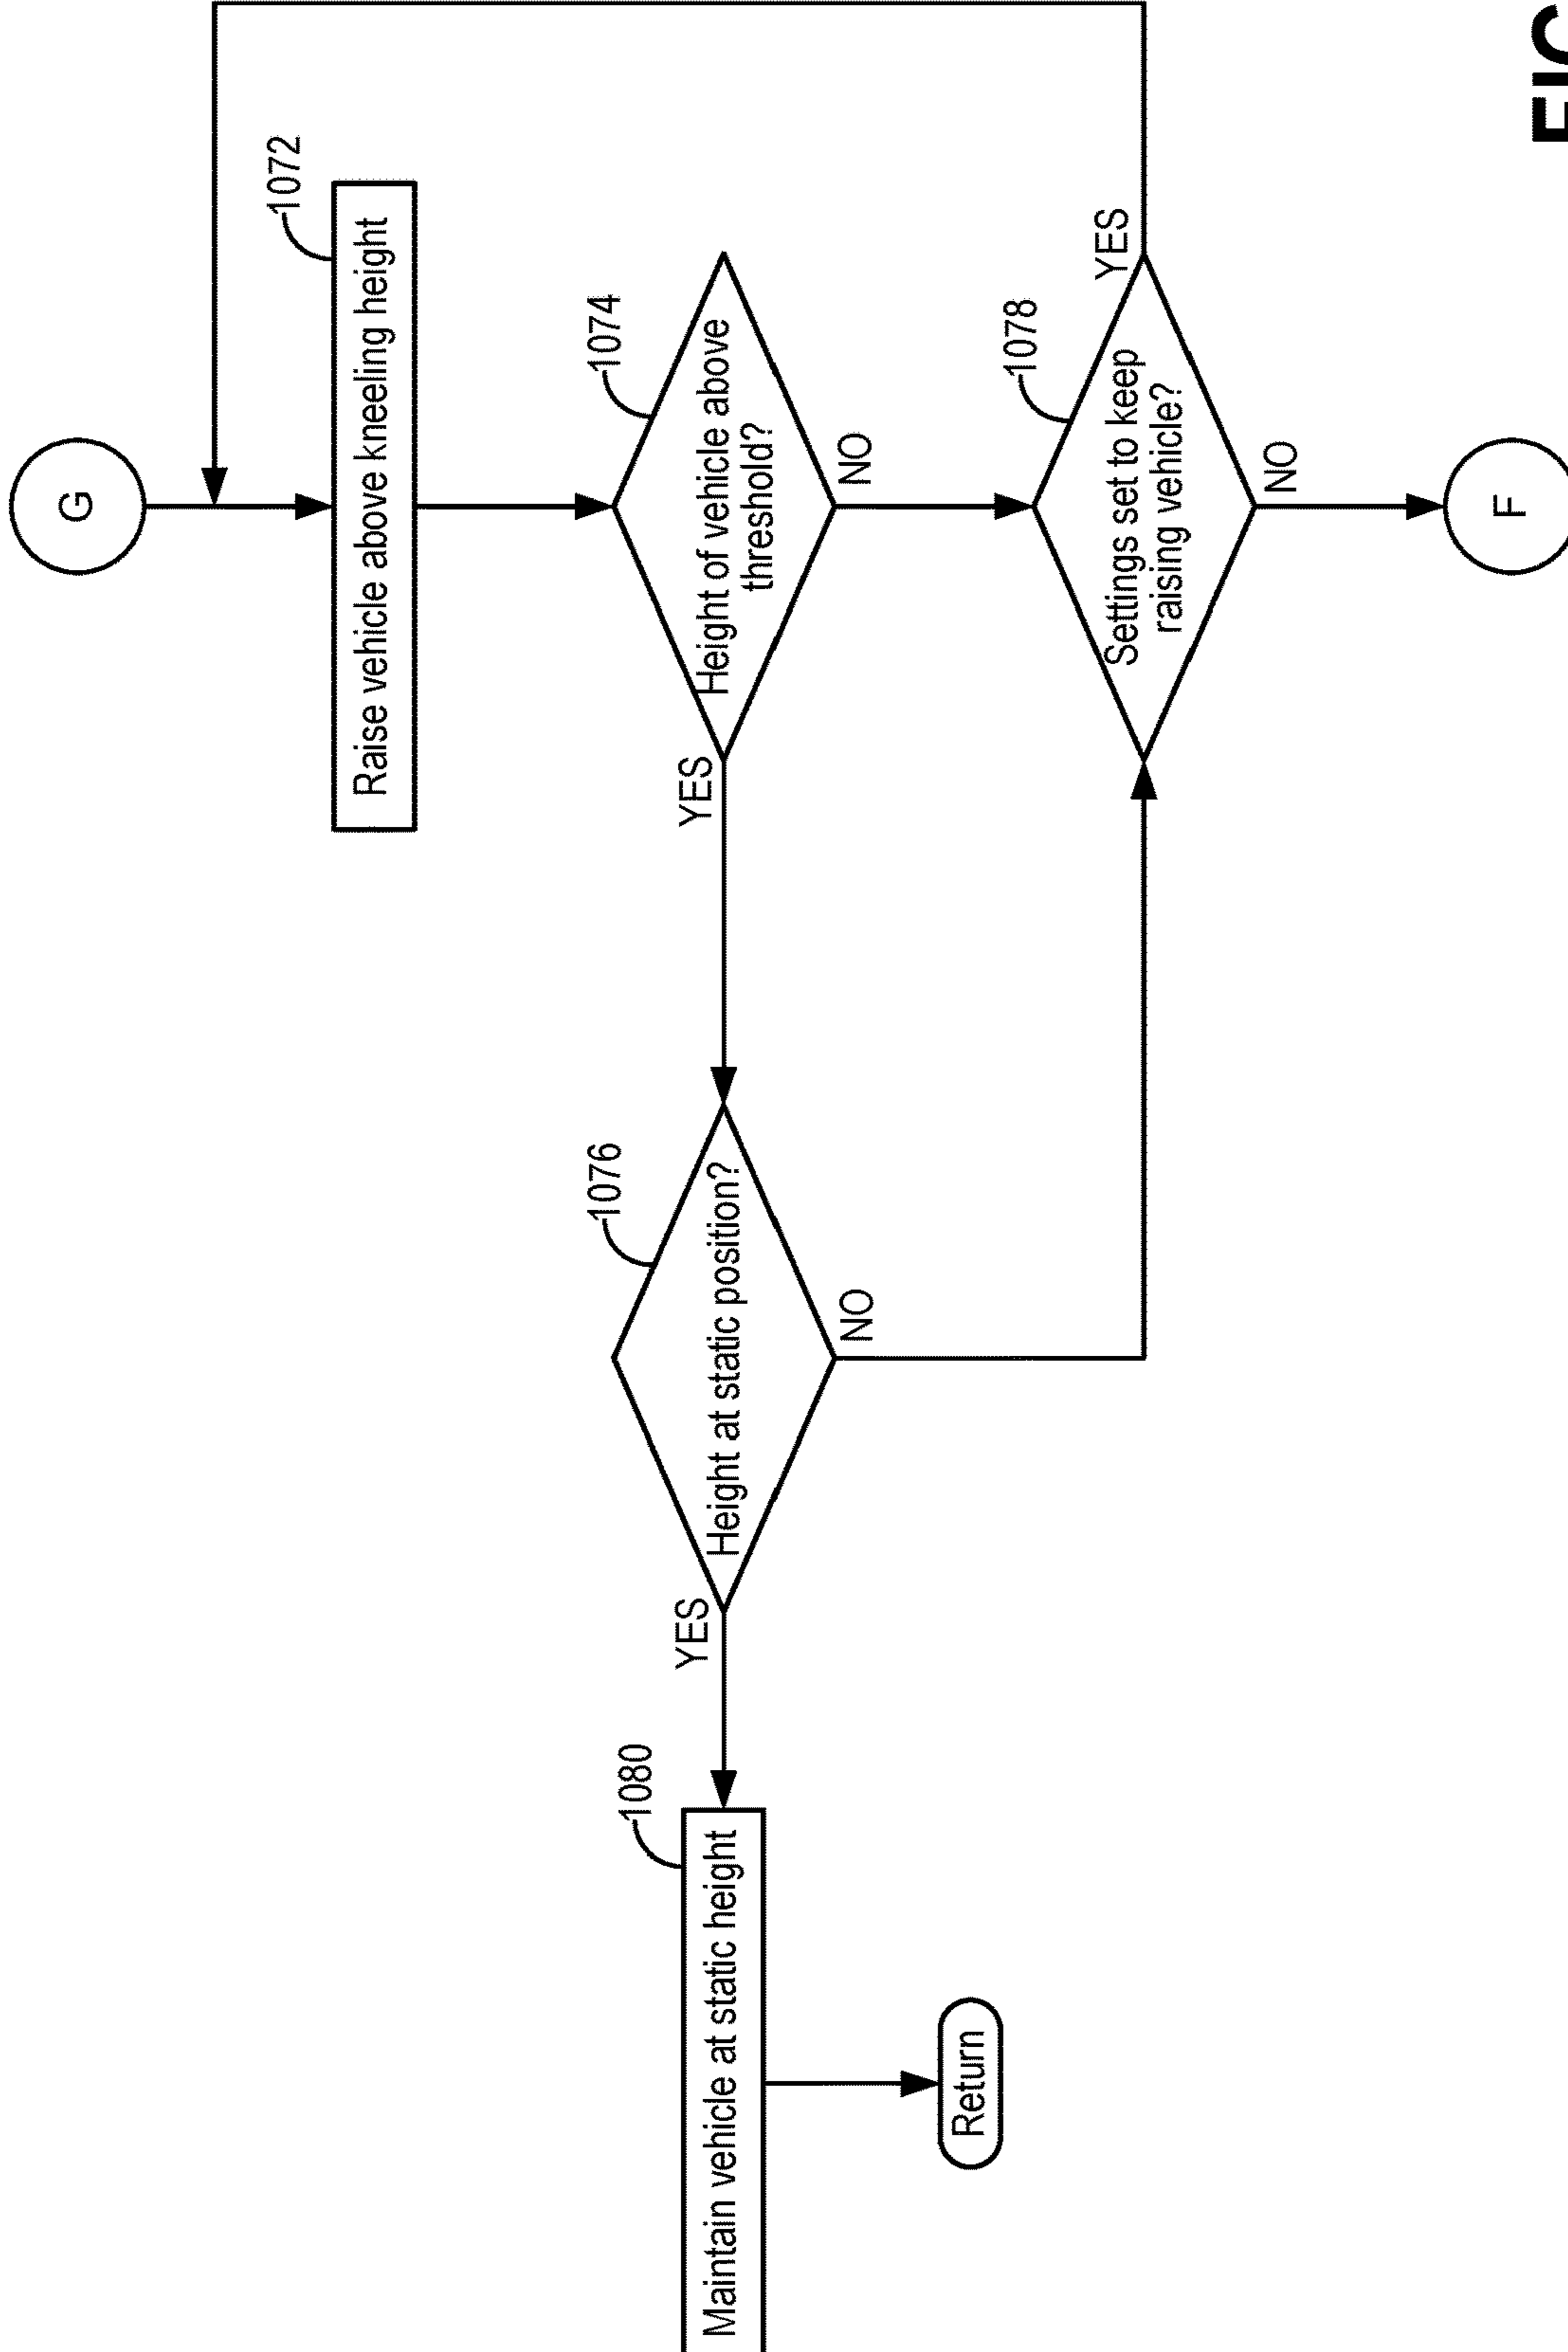 G
1072
Raise vehicle above kneeling height
1074
Height of vehicle above
threshold?
YES
NO
1076
Height at static position?
YES
NO
1078
Settings set to keep
raising vehicle?
YES
NO
1080
Maintain vehicle at static height
Return
F